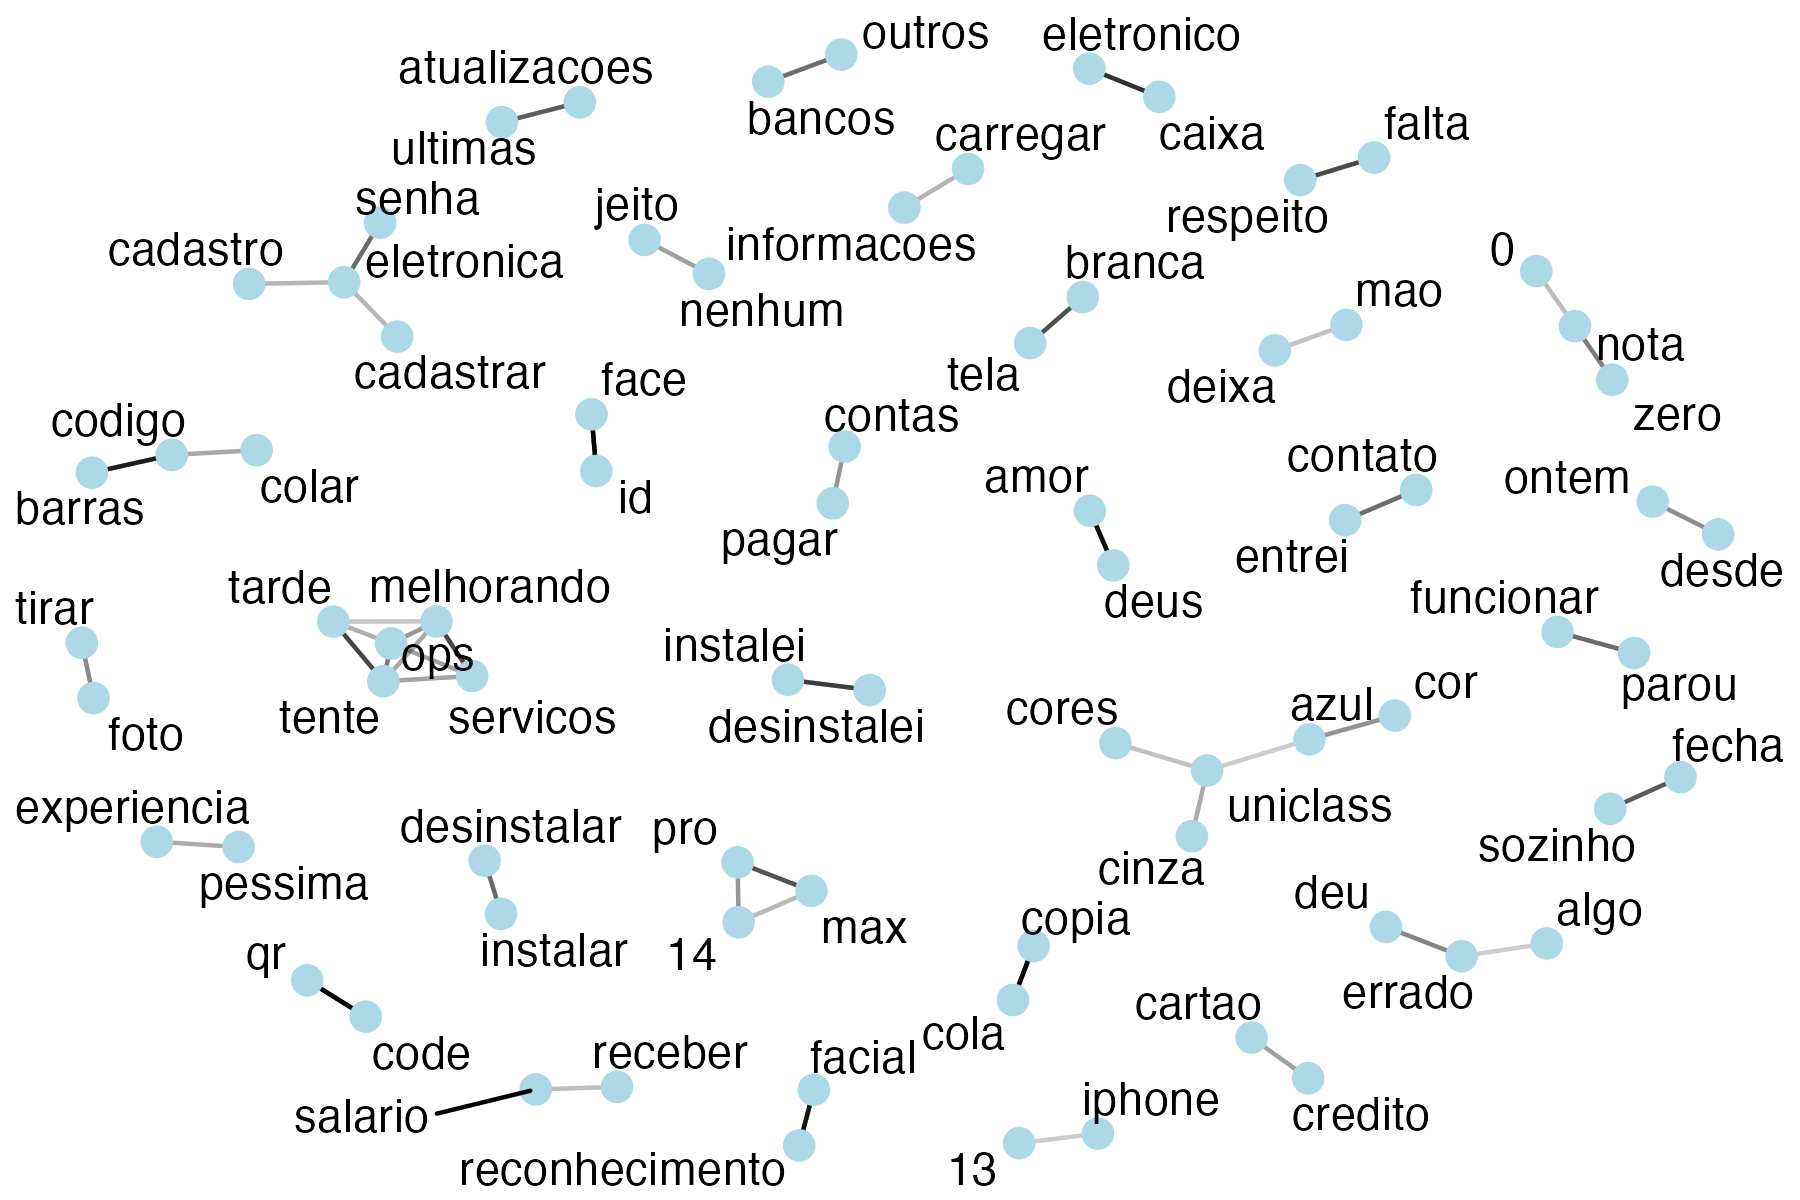 outros
eletronico
atualizacoes
bancos
carregar
caixa
falta
ultimas
senha
jeito
respeito
cadastro
eletronica
informacoes
branca
0
nenhum
mao
nota
cadastrar
face
tela
deixa
zero
codigo
contas
contato
barras
colar
id
amor
ontem
pagar
entrei
desde
tarde
melhorando
deus
funcionar
tirar
ops
instalei
parou
foto
tente
servicos
desinstalei
cores
azul
cor
fecha
experiencia
desinstalar
pro
uniclass
sozinho
pessima
cinza
deu
algo
qr
instalar
14
max
copia
errado
code
receber
facial
cola
cartao
salario
iphone
credito
reconhecimento
13